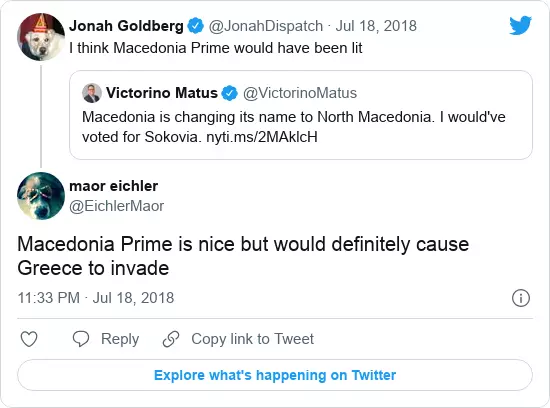 Jonah Goldberg @JonahDispatch · Jul 18, 2018
I think Macedonia Prime would have been lit
Victorino Matus @VictorinoMatus
Macedonia is changing its name to North Macedonia. I would've
voted for Sokovia. nyti.ms/2MAklcH
maor eichler
@EichlerMaor
Macedonia Prime is nice but would definitely cause
Greece to invade
11:33 PM · Jul 18, 2018
Reply Copy link to Tweet
Explore what's happening on Twitter